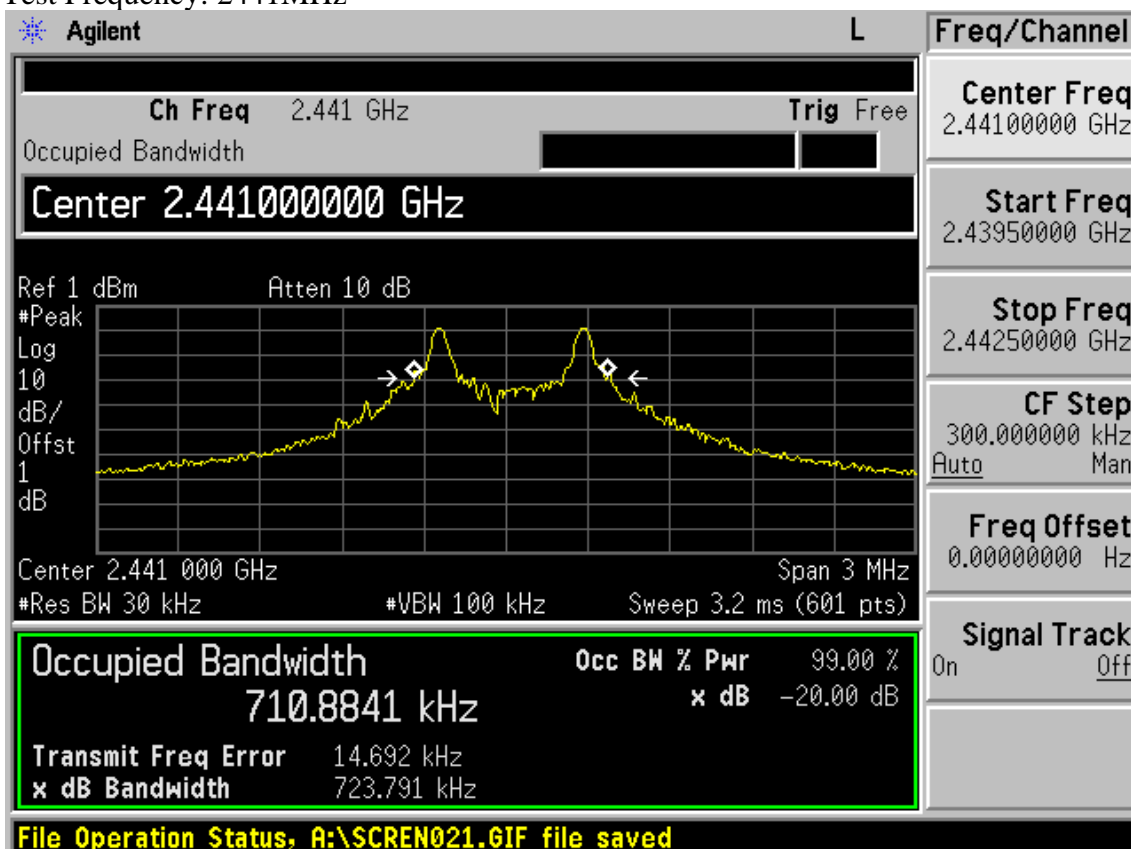 Test Frequency: 2441MHz
Agilent L
Ch Freq 2.441 GHz Trig Free
Occupied Bandwidth
Center 2.441000000 GHz
Ref 1 dBm Atten 10 dB
#Peak
Log
10
dB/
Offst
1
dB
Center 2.441 000 GHz Span 3 MHz
#Res BW 30 kHz #VBW 100 kHz Sweep 3.2 ms (601 pts)
Occupied Bandwidth Occ BW % Pwr 99.00 %
710.8841 kHz x dB -20.00 dB
Transmit Freq Error 14.692 kHz
x dB Bandwidth 723.791 kHz
File Operation Status, A:\SCREN021.GIF file saved
Freq/Channel
Center Freq
2.44100000 GHz
Start Freq
2.43950000 GHz
Stop Freq
2.44250000 GHz
CF Step
300.000000 kHz
Auto Man
Freq Offset
0.00000000 Hz
Signal Track
On Off